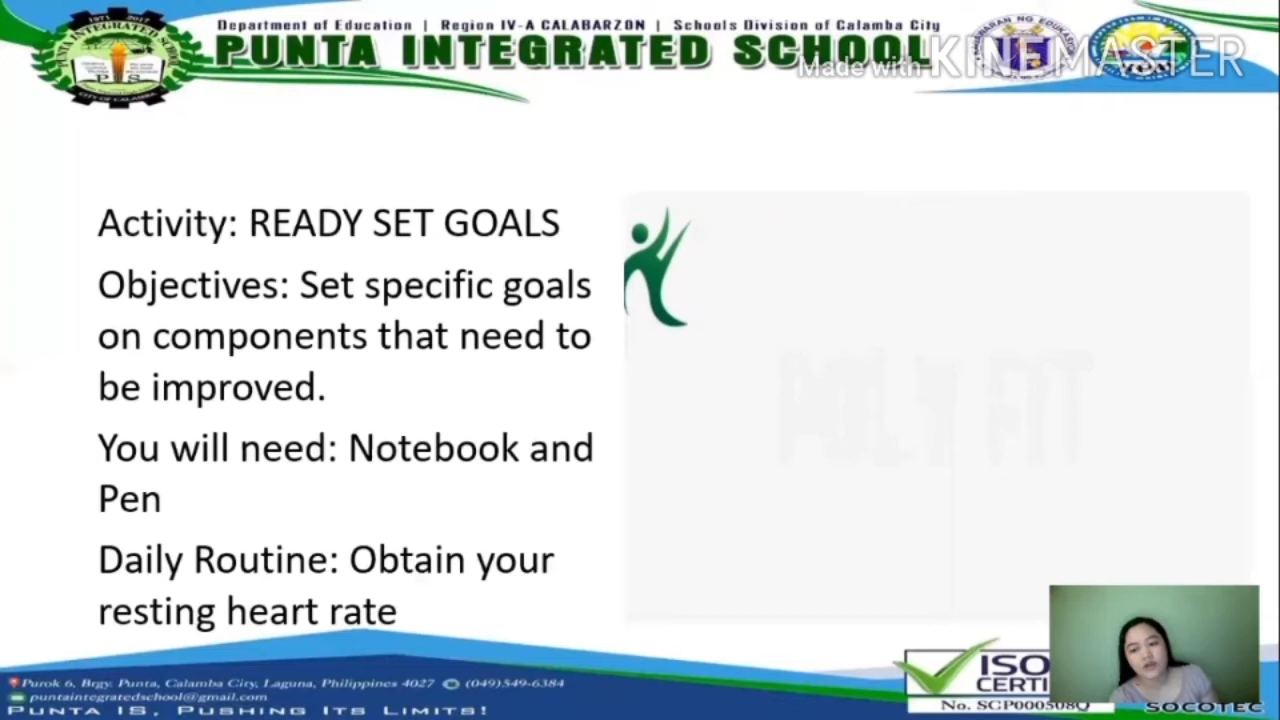 Department of Education | Region IV-A CALABARZON | Schools Division of Calamba City
PUNTA INTEGRATED SCHOOL
Made with KINEMASTER
Activity: READY SET GOALS
Objectives: Set specific goals
on components that need to
be improved.
You will need: Notebook and
Pen
Daily Routine: Obtain your
resting heart rate
Purok 6, Brgy. Punta, Calamba City, Laguna, Philippines 4027 (049)549-6384
puntaintegratedschool@gmail.com
PUNTA IS, PUSHING ITS LIMITS!
ISO
CERTI
No. SCP000508Q
SOCOTEC